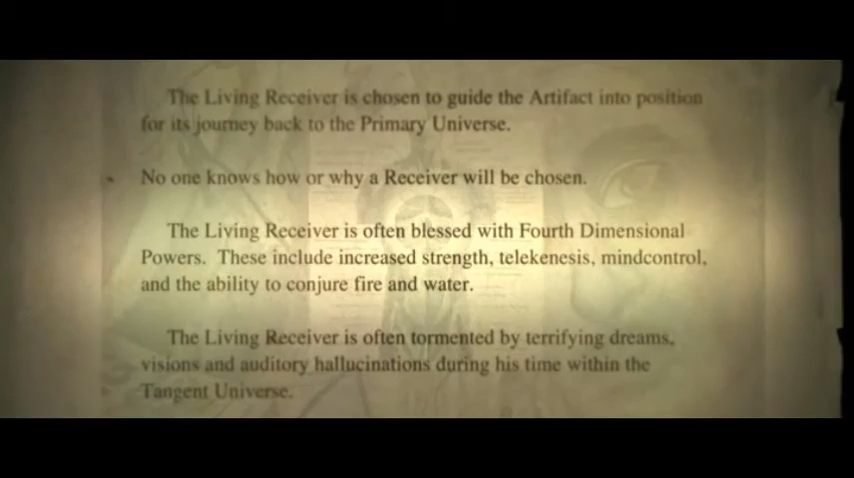 The Living Receiver is chosen to guide the Artifact into position
for its journey back to the Primary Universe.
No one knows how or why a Receiver will be chosen.
The Living Receiver is often blessed with Fourth Dimensional
Powers. These include increased strength, telekenesis, mindcontrol,
and the ability to conjure fire and water.
The Living Receiver is often tormented by terrifying dreams,
visions and auditory hallucinations during his time within the
Tangent Universe.